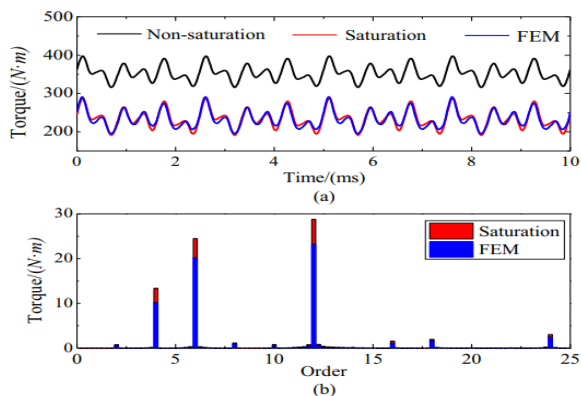 500
400
300
200
Torque/(N·m)
Non-saturation
Saturation
FEM
0
2
4
6
8
10
Time/(ms)
(a)
30
20
10
0
Torque/(N·m)
Saturation
FEM
0
5
10
15
20
25
Order
(b)